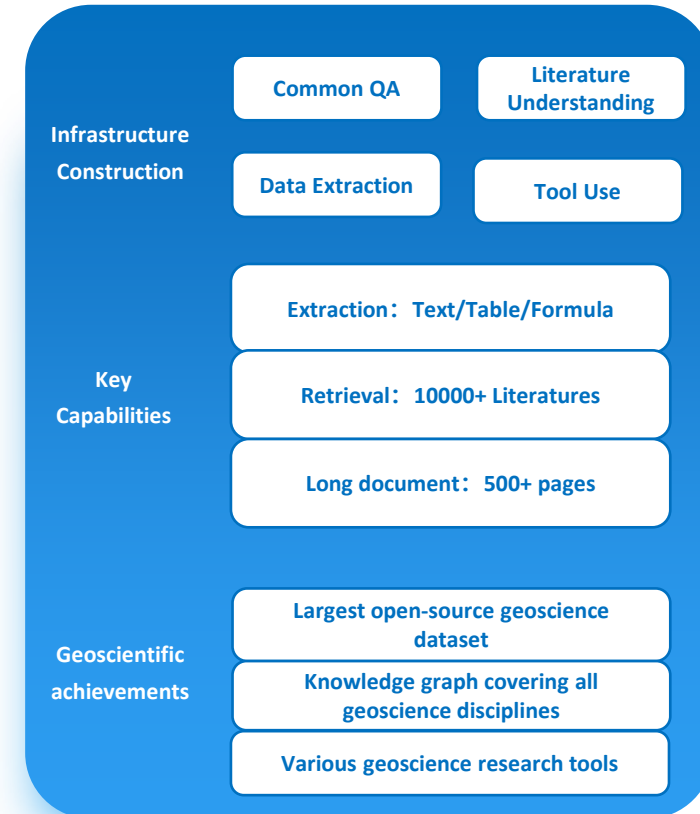 Common QA
Literature
Understanding
Infrastructure
Construction
Data Extraction
Tool Use
Extraction：Text/Table/Formula
Key
Capabilities
Retrieval：10000+ Literatures
Long document：500+ pages
Geoscientific
achievements
Largest open-source geoscience
dataset
Knowledge graph covering all
geoscience disciplines
Various geoscience research tools